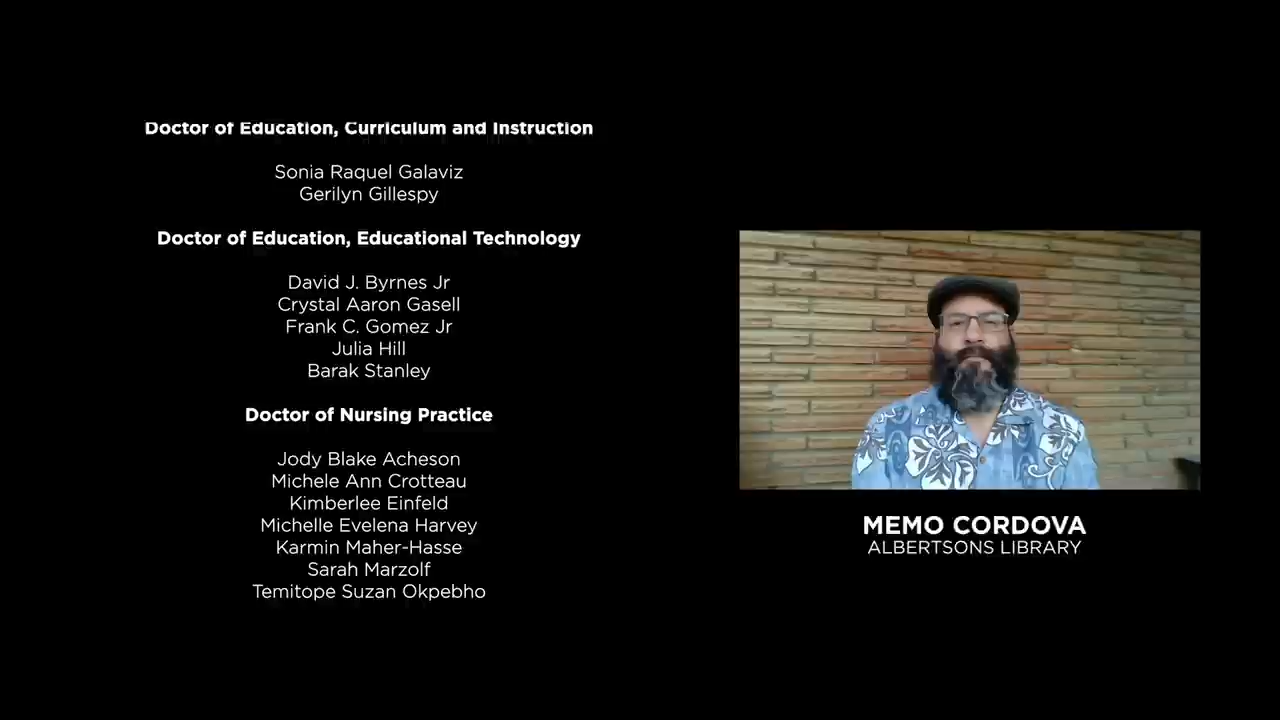 Doctor of Education, Curriculum and Instruction
Sonia Raquel Galaviz
Gerilyn Gillespy
Doctor of Education, Educational Technology
David J. Byrnes Jr
Crystal Aaron Gasell
Frank C. Gomez Jr
Julia Hill
Barak Stanley
Doctor of Nursing Practice
Jody Blake Acheson
Michele Ann Crotteau
Kimberlee Einfeld
Michelle Evelena Harvey
Karmin Maher-Hasse
Sarah Marzolf
Temitope Suzan Okpebho
MEMO CORDOVA
ALBERTSONS LIBRARY